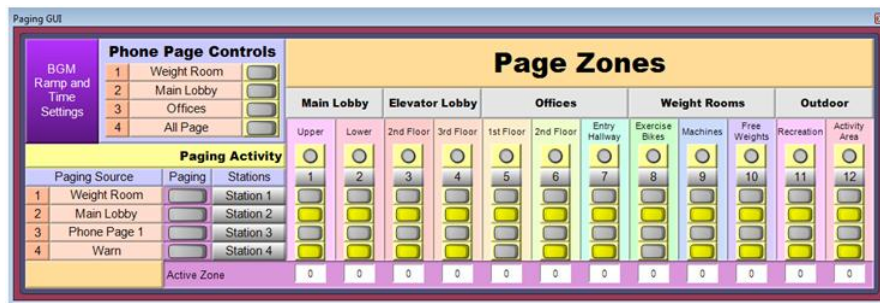 Paging GUI
BGM
Ramp and
Time
Settings
Phone Page Controls
1 Weight Room
2 Main Lobby
3 Offices
4 All Page
Page Zones
Main Lobby Elevator Lobby Offices Weight Rooms Outdoor
Upper Lower 2nd Floor 3rd Floor 1st Floor 2nd Floor Entry Hallway Exercise Bikes Machines Free Weights Recreation Activity Area
Paging Activity
Paging Source Paging Stations 1 2 3 4 5 6 7 8 9 10 11 12
1 Weight Room Station 1
2 Main Lobby Station 2
3 Phone Page 1 Station 3
4 Warn Station 4
Active Zone 0 0 0 0 0 0 0 0 0 0 0 0